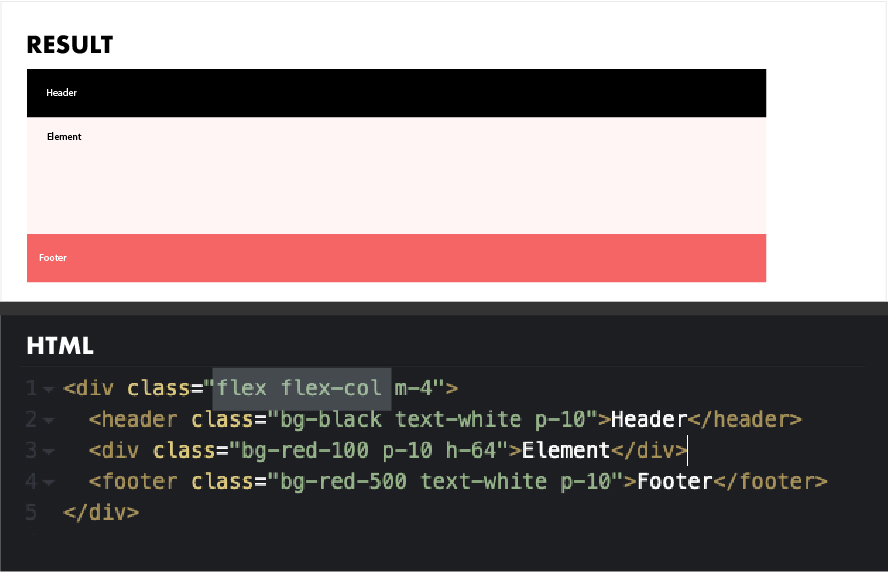 RESULT
Header
Element
Footer
HTML
1 <div class="flex flex-col m-4">
2 <header class="bg-black text-white p-10">Header</header>
3 <div class="bg-red-100 p-10 h-64">Element</div>
4 <footer class="bg-red-500 text-white p-10">Footer</footer>
5 </div>